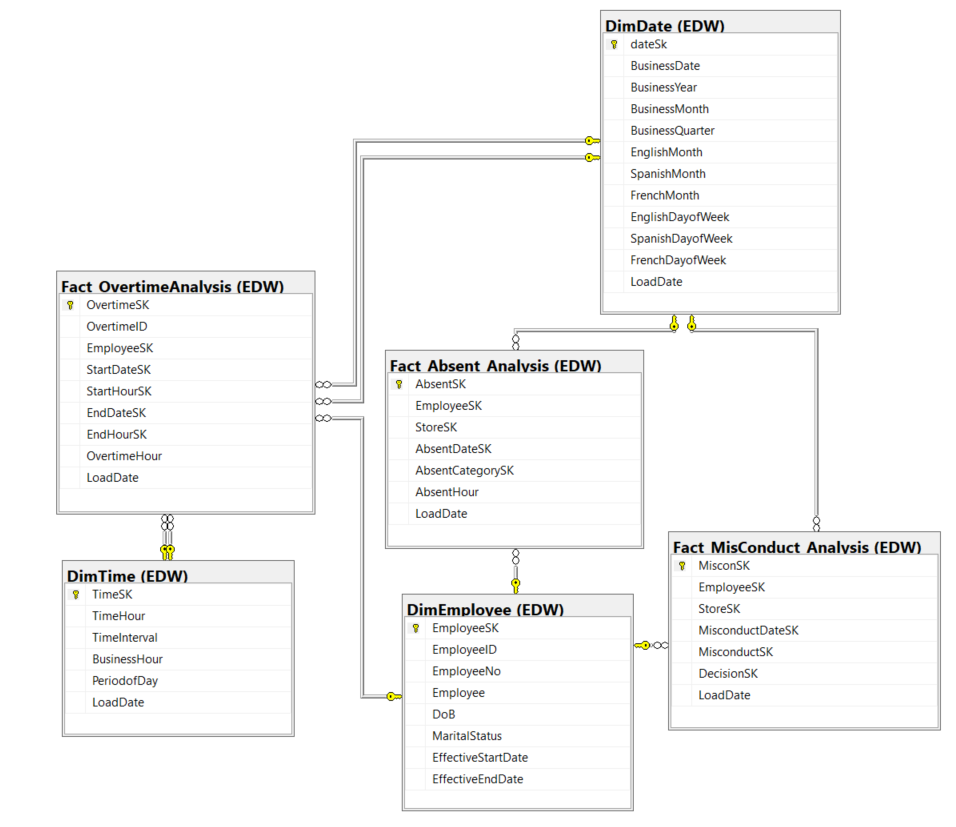 DimDate (EDW)
dateSk
BusinessDate
BusinessYear
BusinessMonth
BusinessQuarter
EnglishMonth
SpanishMonth
FrenchMonth
EnglishDayofWeek
SpanishDayofWeek
FrenchDayofWeek
LoadDate
Fact_OvertimeAnalysis (EDW)
OvertimeSK
OvertimeID
EmployeeSK
StartDateSK
StartHourSK
EndDateSK
EndHourSK
OvertimeHour
LoadDate
Fact_Absent_Analysis (EDW)
AbsentSK
EmployeeSK
StoreSK
AbsentDateSK
AbsentCategorySK
AbsentHour
LoadDate
Fact_MisConduct_Analysis (EDW)
MisconSK
EmployeeSK
StoreSK
MisconductDateSK
MisconductSK
DecisionSK
LoadDate
DimTime (EDW)
TimeSK
TimeHour
TimeInterval
BusinessHour
PeriodofDay
LoadDate
DimEmployee (EDW)
EmployeeSK
EmployeeID
EmployeeNo
Employee
DoB
MaritalStatus
EffectiveStartDate
EffectiveEndDate